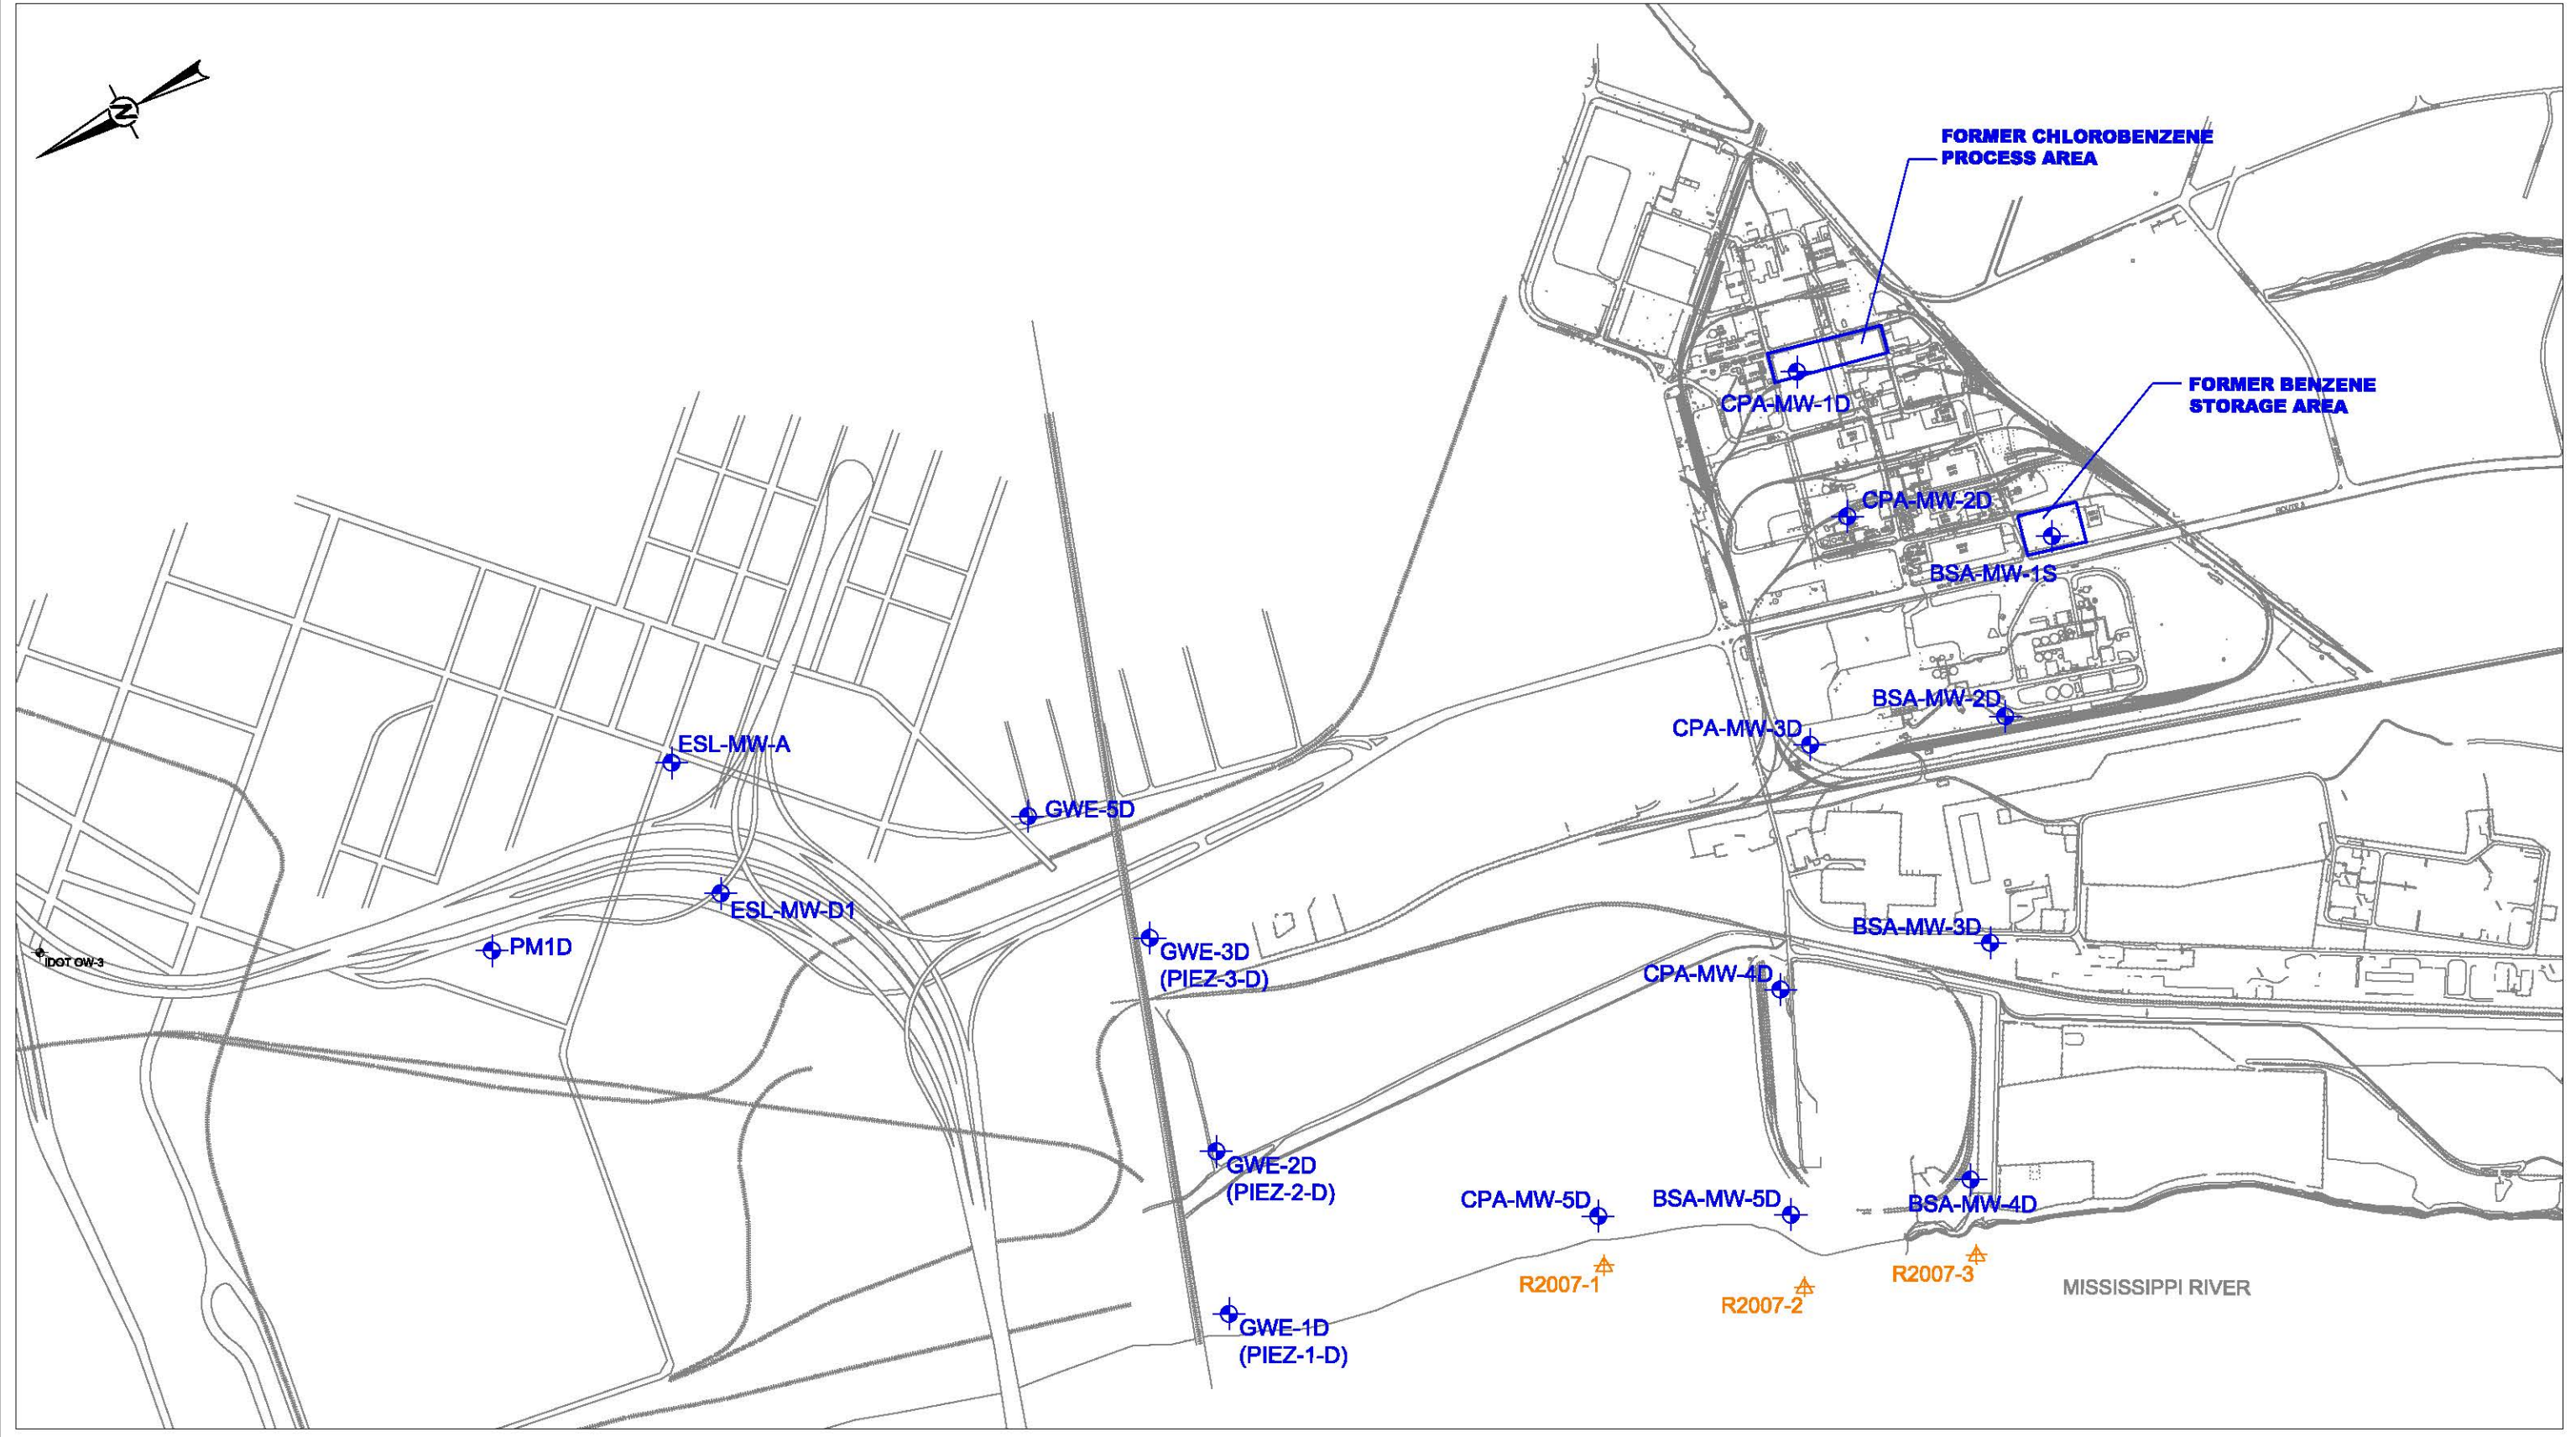 N
FORMER CHLOROBENZENE
PROCESS AREA
FORMER BENZENE
STORAGE AREA
CPA-MW-1D
CPA-MW-2D
ROUTE 3
BSA-MW-1S
BSA-MW-2D
CPA-MW-3D
ESL-MW-A
GWE-5D
ESL-MW-D1
PM1D
IDOT OW-3
GWE-3D
(PIEZ-3-D)
BSA-MW-3D
CPA-MW-4D
GWE-2D
(PIEZ-2-D)
CPA-MW-5D
BSA-MW-5D
BSA-MW-4D
R2007-1
R2007-2
R2007-3
MISSISSIPPI RIVER
GWE-1D
(PIEZ-1-D)